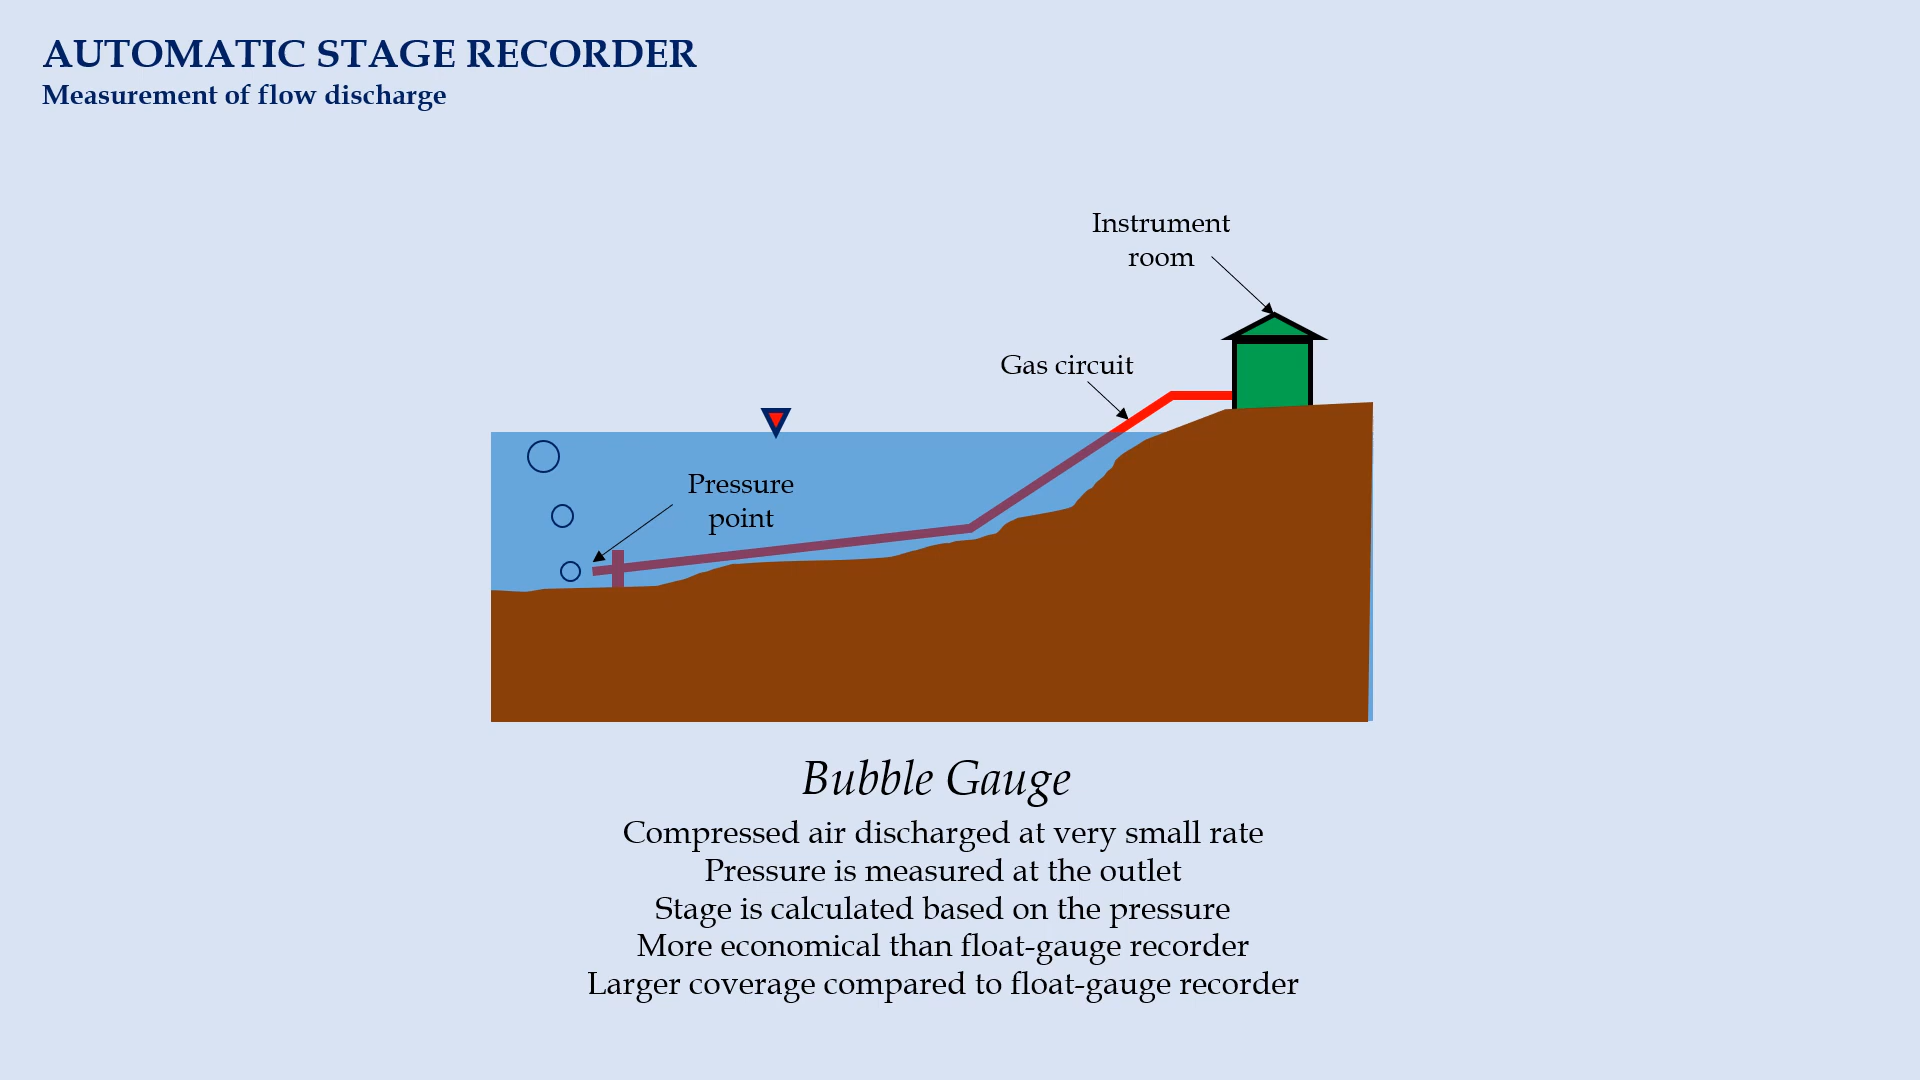 AUTOMATIC STAGE RECORDER
Measurement of flow discharge
Instrument
room
Gas circuit
Pressure
point
Bubble Gauge
Compressed air discharged at very small rate
Pressure is measured at the outlet
Stage is calculated based on the pressure
More economical than float-gauge recorder
Larger coverage compared to float-gauge recorder